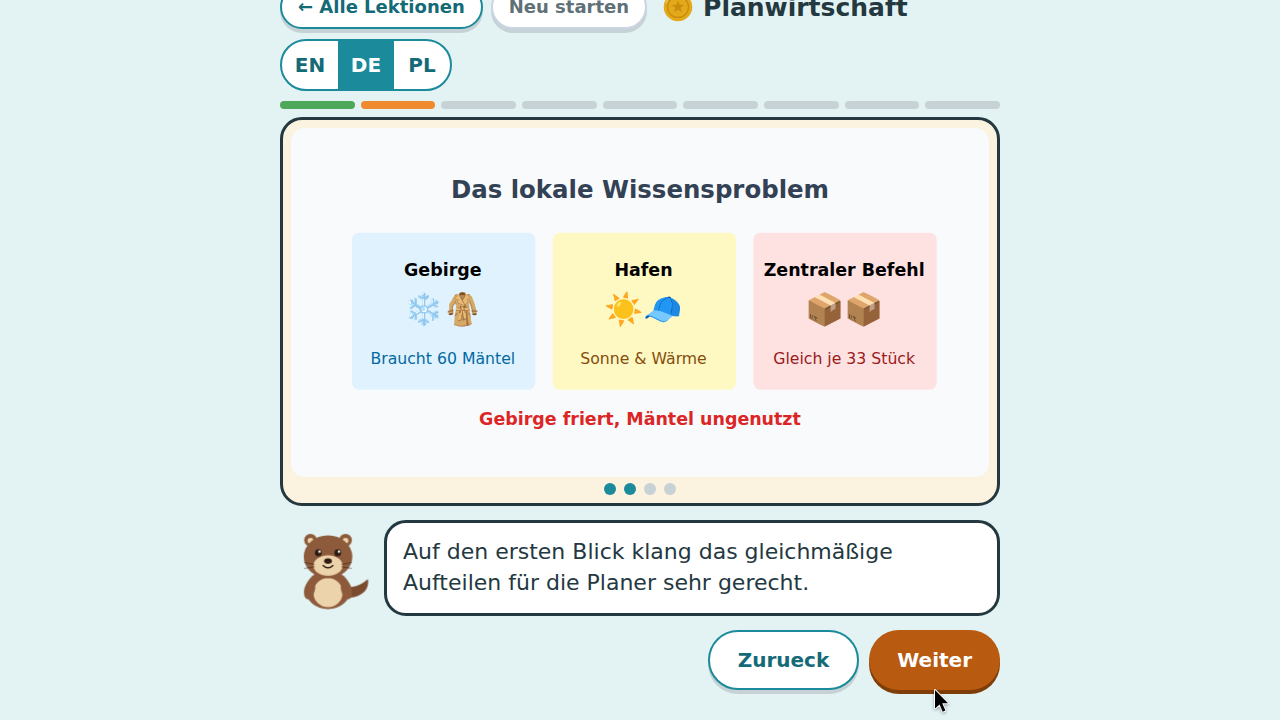 ← Alle Lektionen
Neu starten
Planwirtschaft
EN
DE
PL
Das lokale Wissensproblem
Gebirge
Braucht 60 Mäntel
Hafen
Sonne & Wärme
Zentraler Befehl
Gleich je 33 Stück
Gebirge friert, Mäntel ungenutzt
Auf den ersten Blick klang das gleichmäßige
Aufteilen für die Planer sehr gerecht.
Zurueck
Weiter